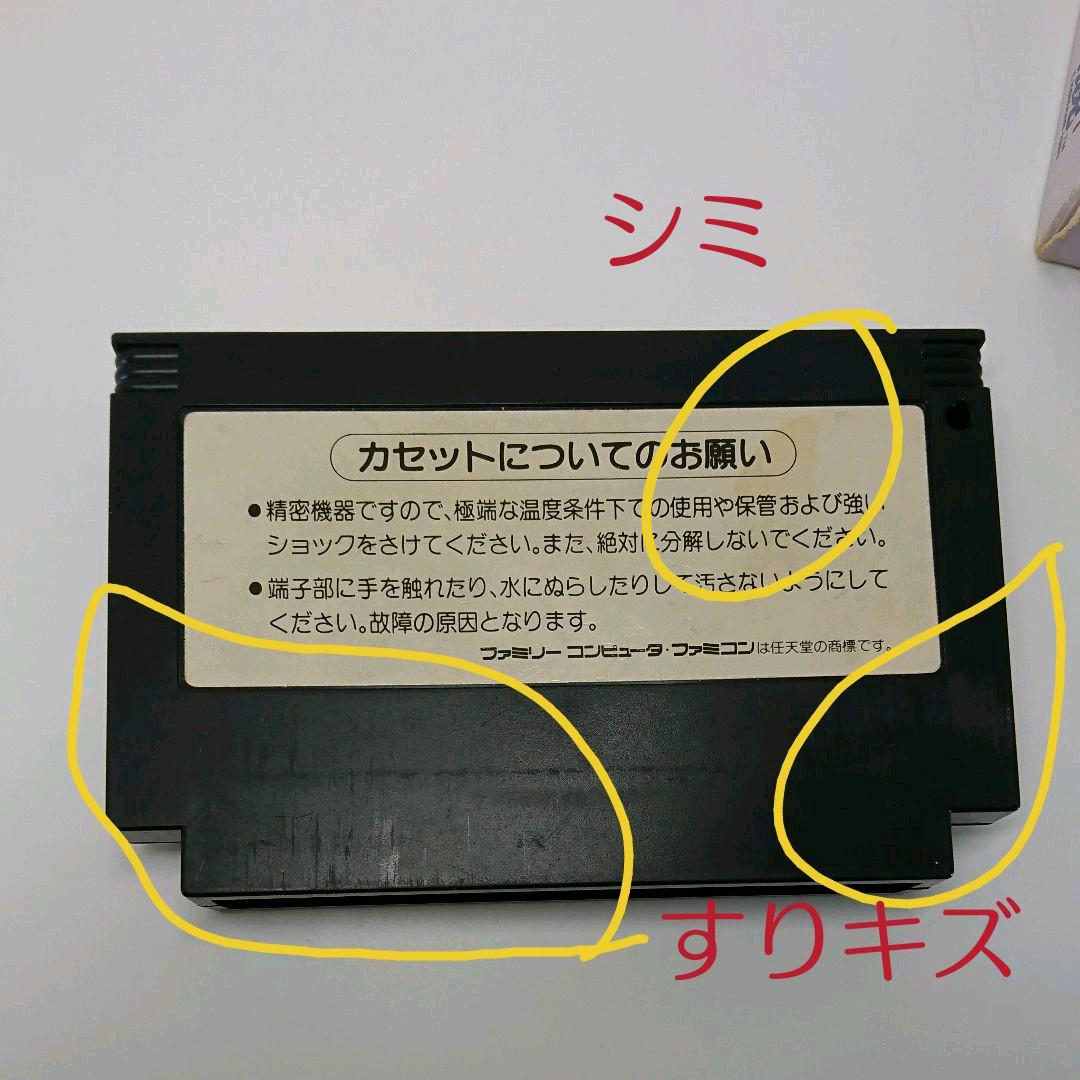 シミ
カセットについてのお願い
●精密機器ですので、極端な温度条件下での使用や保管および強い
ショックをさけてください。また、絶対に分解しないでください。
●端子部に手を触れたり、水にぬらしたりして汚さないようにして
ください。故障の原因となります。
ファミリーコンピュータ・ファミコンは任天堂の商標です。
すりキズ